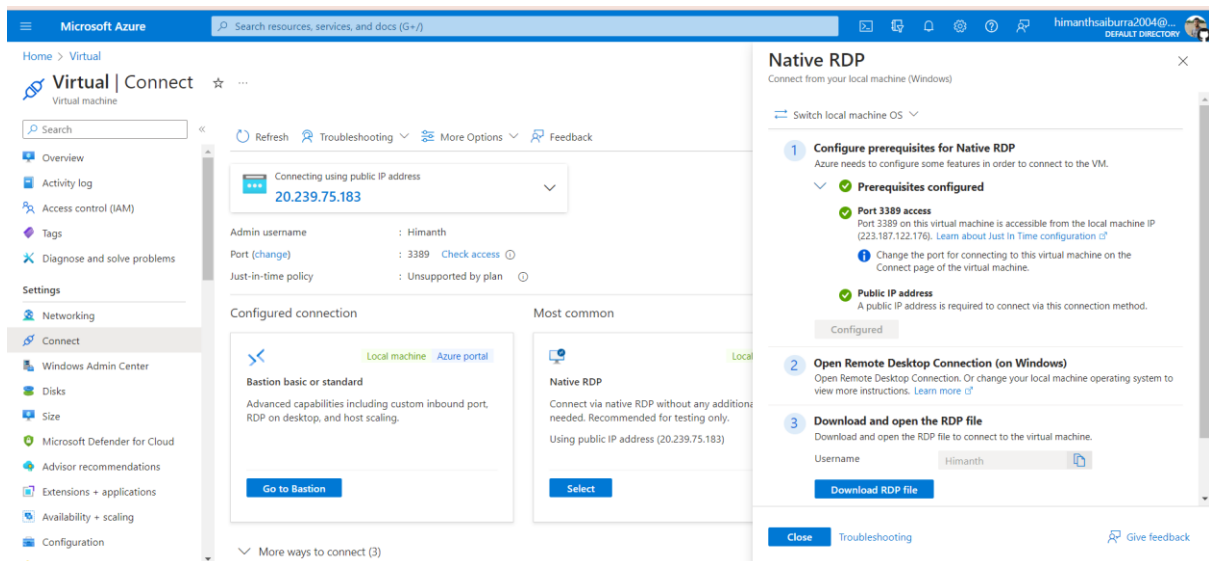 Microsoft Azure
Search resources, services, and docs (G+/)
himanthsaiburra2004@...
DEFAULT DIRECTORY
Home > Virtual
Virtual | Connect
Virtual machine
Search
Overview
Activity log
Access control (IAM)
Tags
Diagnose and solve problems
Settings
Networking
Connect
Windows Admin Center
Disks
Size
Microsoft Defender for Cloud
Advisor recommendations
Extensions + applications
Availability + scaling
Configuration
Refresh Troubleshooting More Options Feedback
Connecting using public IP address
20.239.75.183
Admin username : Himanth
Port (change) : 3389 Check access
Just-in-time policy : Unsupported by plan
Configured connection
Local machine Azure portal
Bastion basic or standard
Advanced capabilities including custom inbound port,
RDP on desktop, and host scaling.
Go to Bastion
Most common
Local
Native RDP
Connect via native RDP without any additiona
needed. Recommended for testing only.
Using public IP address (20.239.75.183)
Select
More ways to connect (3)
Native RDP
Connect from your local machine (Windows)
Switch local machine OS
1 Configure prerequisites for Native RDP
Azure needs to configure some features in order to connect to the VM.
Prerequisites configured
Port 3389 access
Port 3389 on this virtual machine is accessible from the local machine IP
(223.187.122.176). Learn about Just In Time configuration
Change the port for connecting to this virtual machine on the
Connect page of the virtual machine.
Public IP address
A public IP address is required to connect via this connection method.
Configured
2 Open Remote Desktop Connection (on Windows)
Open Remote Desktop Connection. Or change your local machine operating system to
view more instructions. Learn more
3 Download and open the RDP file
Download and open the RDP file to connect to the virtual machine.
Username Himanth
Download RDP file
Close Troubleshooting Give feedback